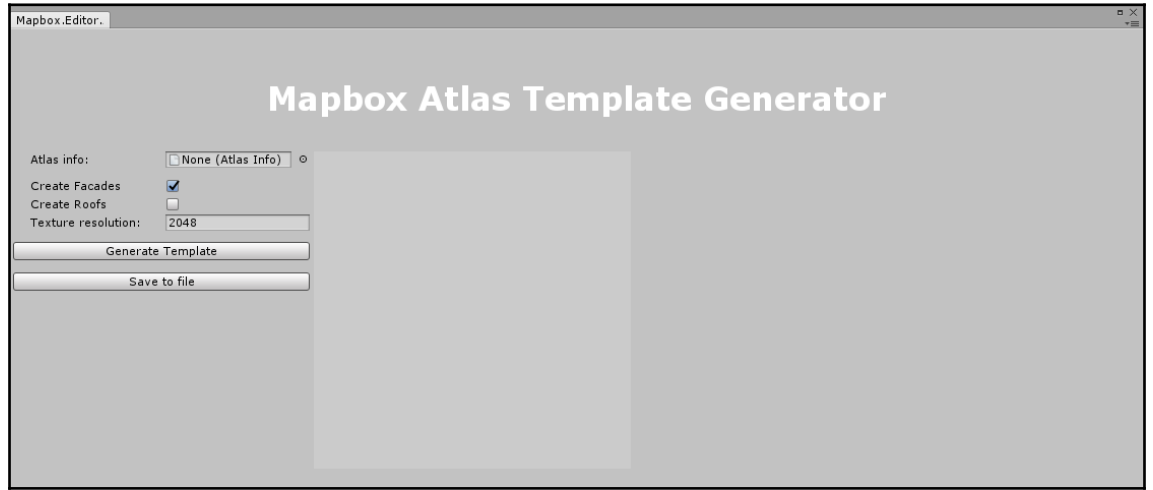 Mapbox.Editor.
Mapbox Atlas Template Generator
Atlas info: None (Atlas Info)
Create Facades
Create Roofs
Texture resolution: 2048
Generate Template
Save to file